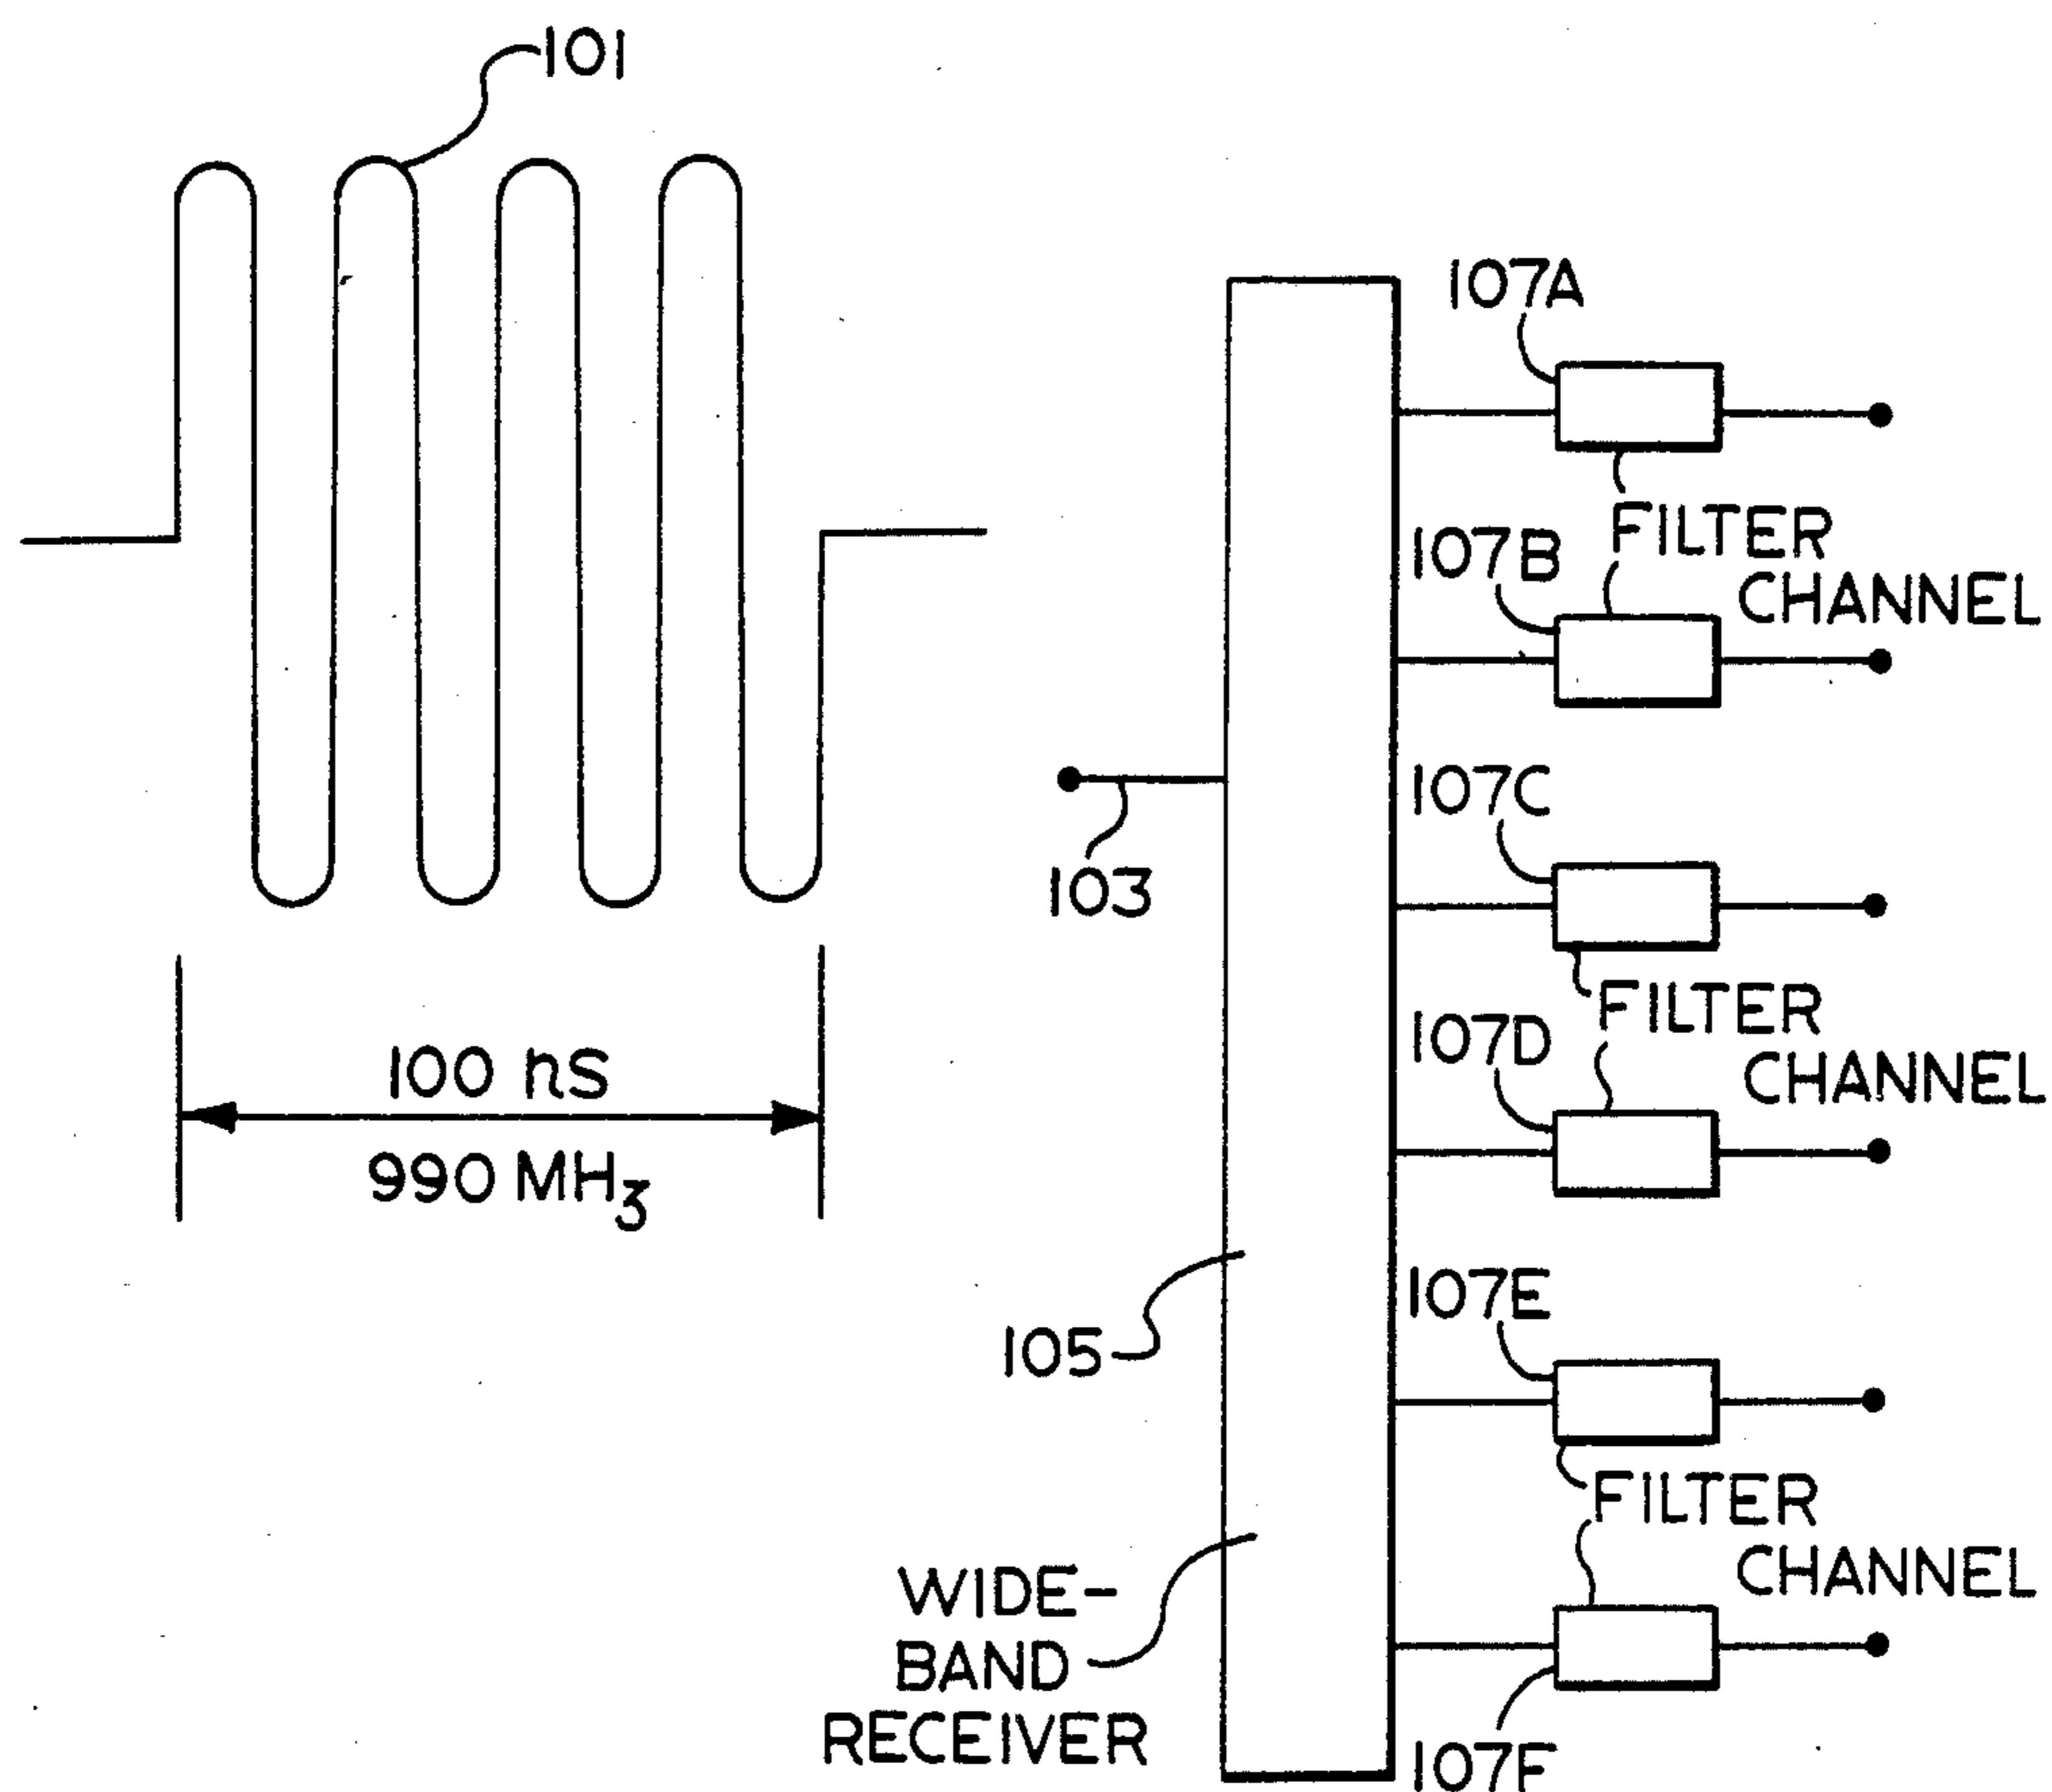 101
107A
FILTER
CHANNEL
107B
103
107C
FILTER
CHANNEL
107D
100 nS
990 MH3
107E
105
FILTER
CHANNEL
WIDE-
BAND
RECEIVER
107F